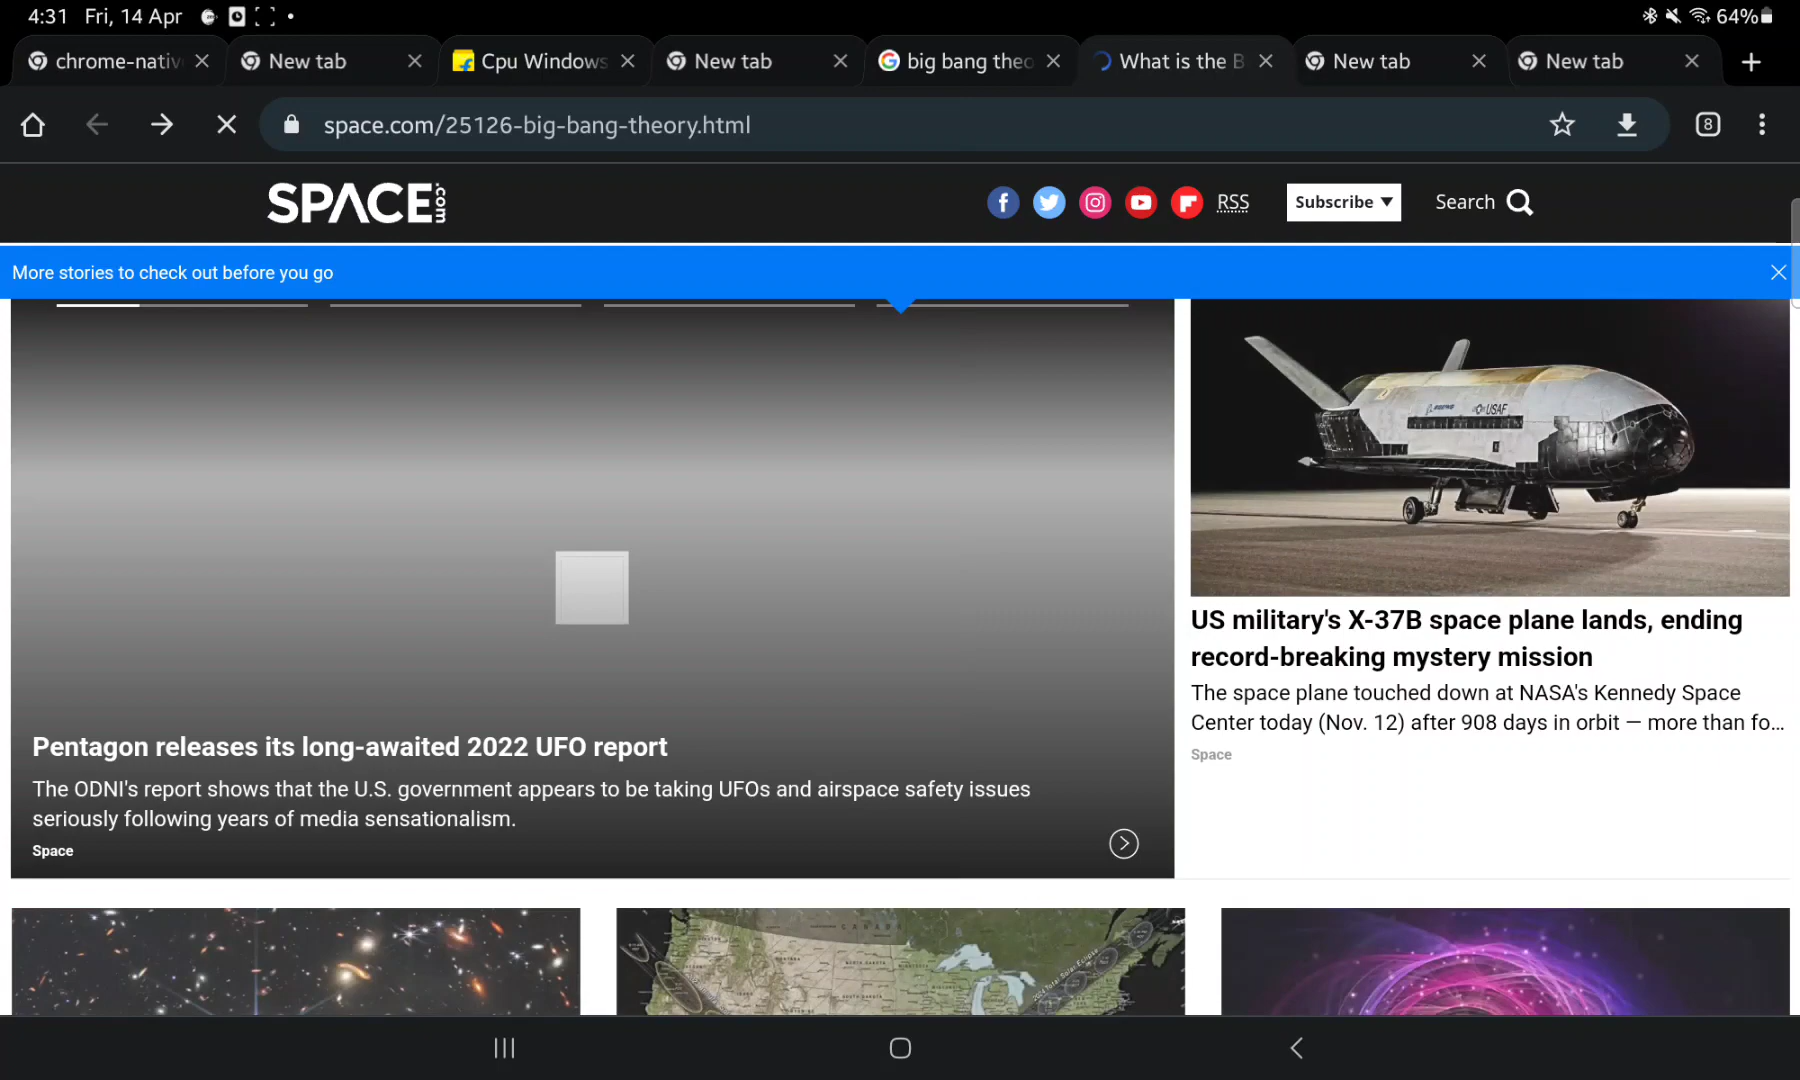 4:31 Fri, 14 Apr
64%
chrome-nativ
New tab
Cpu Windows
New tab
big bang theo
What is the B
New tab
New tab
space.com/25126-big-bang-theory.html
8
SPACE.com
RSS
Subscribe
Search
More stories to check out before you go
BOEING
USAF
Pentagon releases its long-awaited 2022 UFO report
The ODNI's report shows that the U.S. government appears to be taking UFOs and airspace safety issues
seriously following years of media sensationalism.
Space
US military's X-37B space plane lands, ending
record-breaking mystery mission
The space plane touched down at NASA's Kennedy Space
Center today (Nov. 12) after 908 days in orbit — more than fo...
Space
CANADA